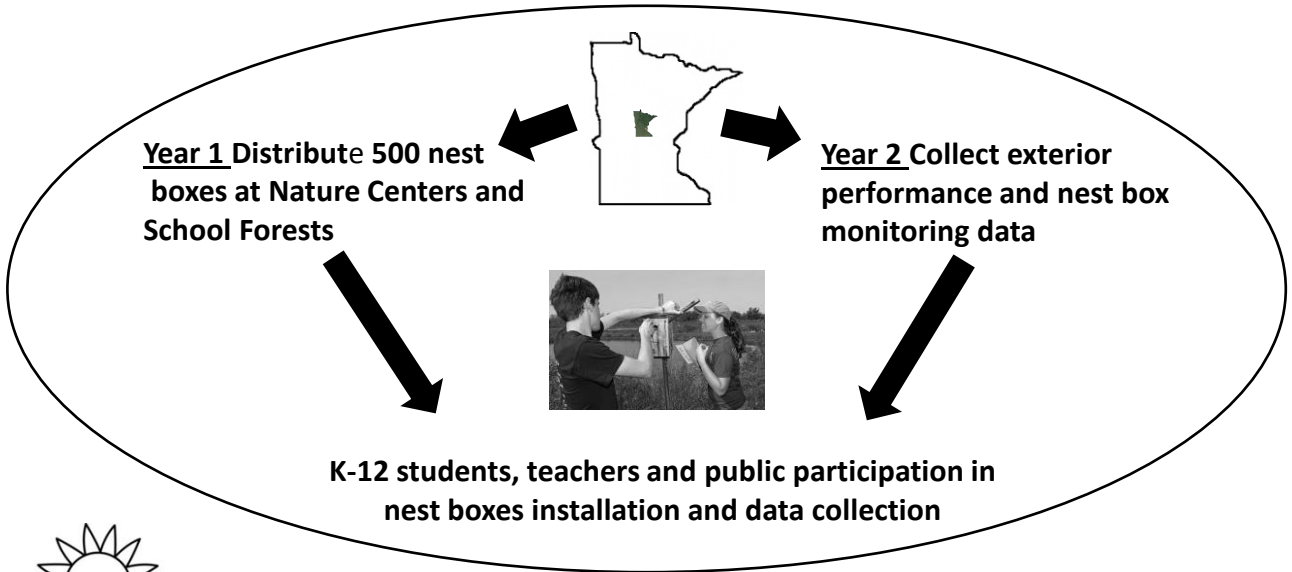 Year 1 Distribute 500 nest
boxes at Nature Centers and
School Forests
Year 2 Collect exterior
performance and nest box
monitoring data
K-12 students, teachers and public participation in
nest boxes installation and data collection